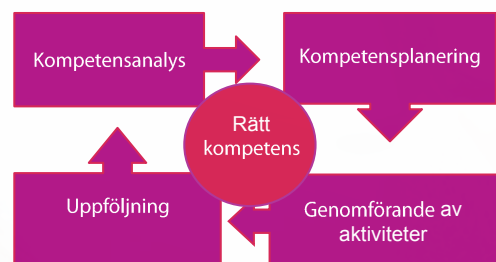 Kompetensanalys
Kompetensplanering
Rätt
kompetens
Uppföljning
Genomförande av
aktiviteter